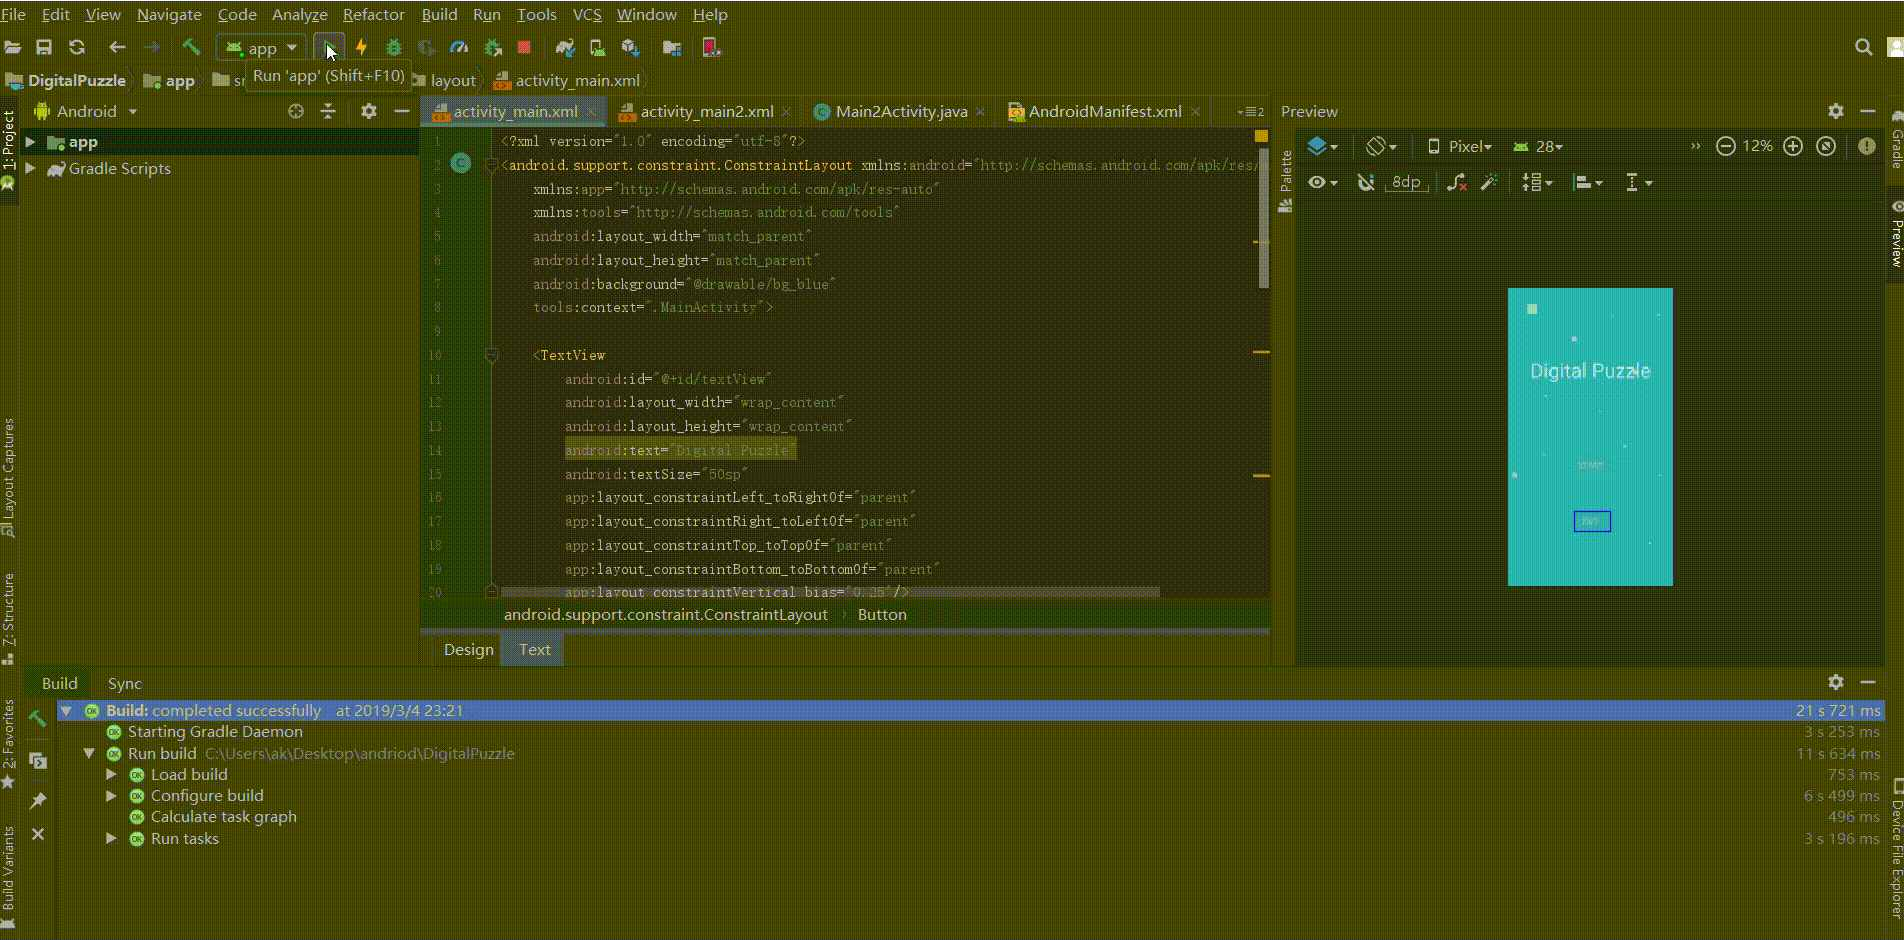 File Edit View Navigate Code Analyze Refactor Build Run Tools VCS Window Help
app
Run 'app' (Shift+F10)
DigitalPuzzle app layout activity_main.xml
Android
activity_main.xml activity_main2.xml Main2Activity.java AndroidManifest.xml
Preview
1: Project
app
Gradle Scripts
Layout Captures
Z: Structure
2: Favorites
Build Variants
1 <?xml version="1.0" encoding="utf-8"?>
2 <android.support.constraint.ConstraintLayout xmlns:android="http://schemas.android.com/apk/res/
3 xmlns:app="http://schemas.android.com/apk/res-auto"
4 xmlns:tools="http://schemas.android.com/tools"
5 android:layout_width="match_parent"
6 android:layout_height="match_parent"
7 android:background="@drawable/bg_blue"
8 tools:context=".MainActivity">
9
10 <TextView
11 android:id="@+id/textView"
12 android:layout_width="wrap_content"
13 android:layout_height="wrap_content"
14 android:text="Digital Puzzle"
15 android:textSize="50sp"
16 app:layout_constraintLeft_toRightOf="parent"
17 app:layout_constraintRight_toLeftOf="parent"
18 app:layout_constraintTop_toTopOf="parent"
19 app:layout_constraintBottom_toBottomOf="parent"
20 app:layout_constraintVertical_bias="0.25"/>
android.support.constraint.ConstraintLayout Button
Design Text
Palette
Pixel 28 12%
8dp
Digital Puzzle
Gradle
Preview
Device File Explorer
Build Sync
Build: completed successfully at 2019/3/4 23:21 21 s 721 ms
Starting Gradle Daemon 3 s 253 ms
Run build C:\Users\ak\Desktop\andriod\DigitalPuzzle 11 s 634 ms
Load build 753 ms
Configure build 6 s 499 ms
Calculate task graph 496 ms
Run tasks 3 s 196 ms